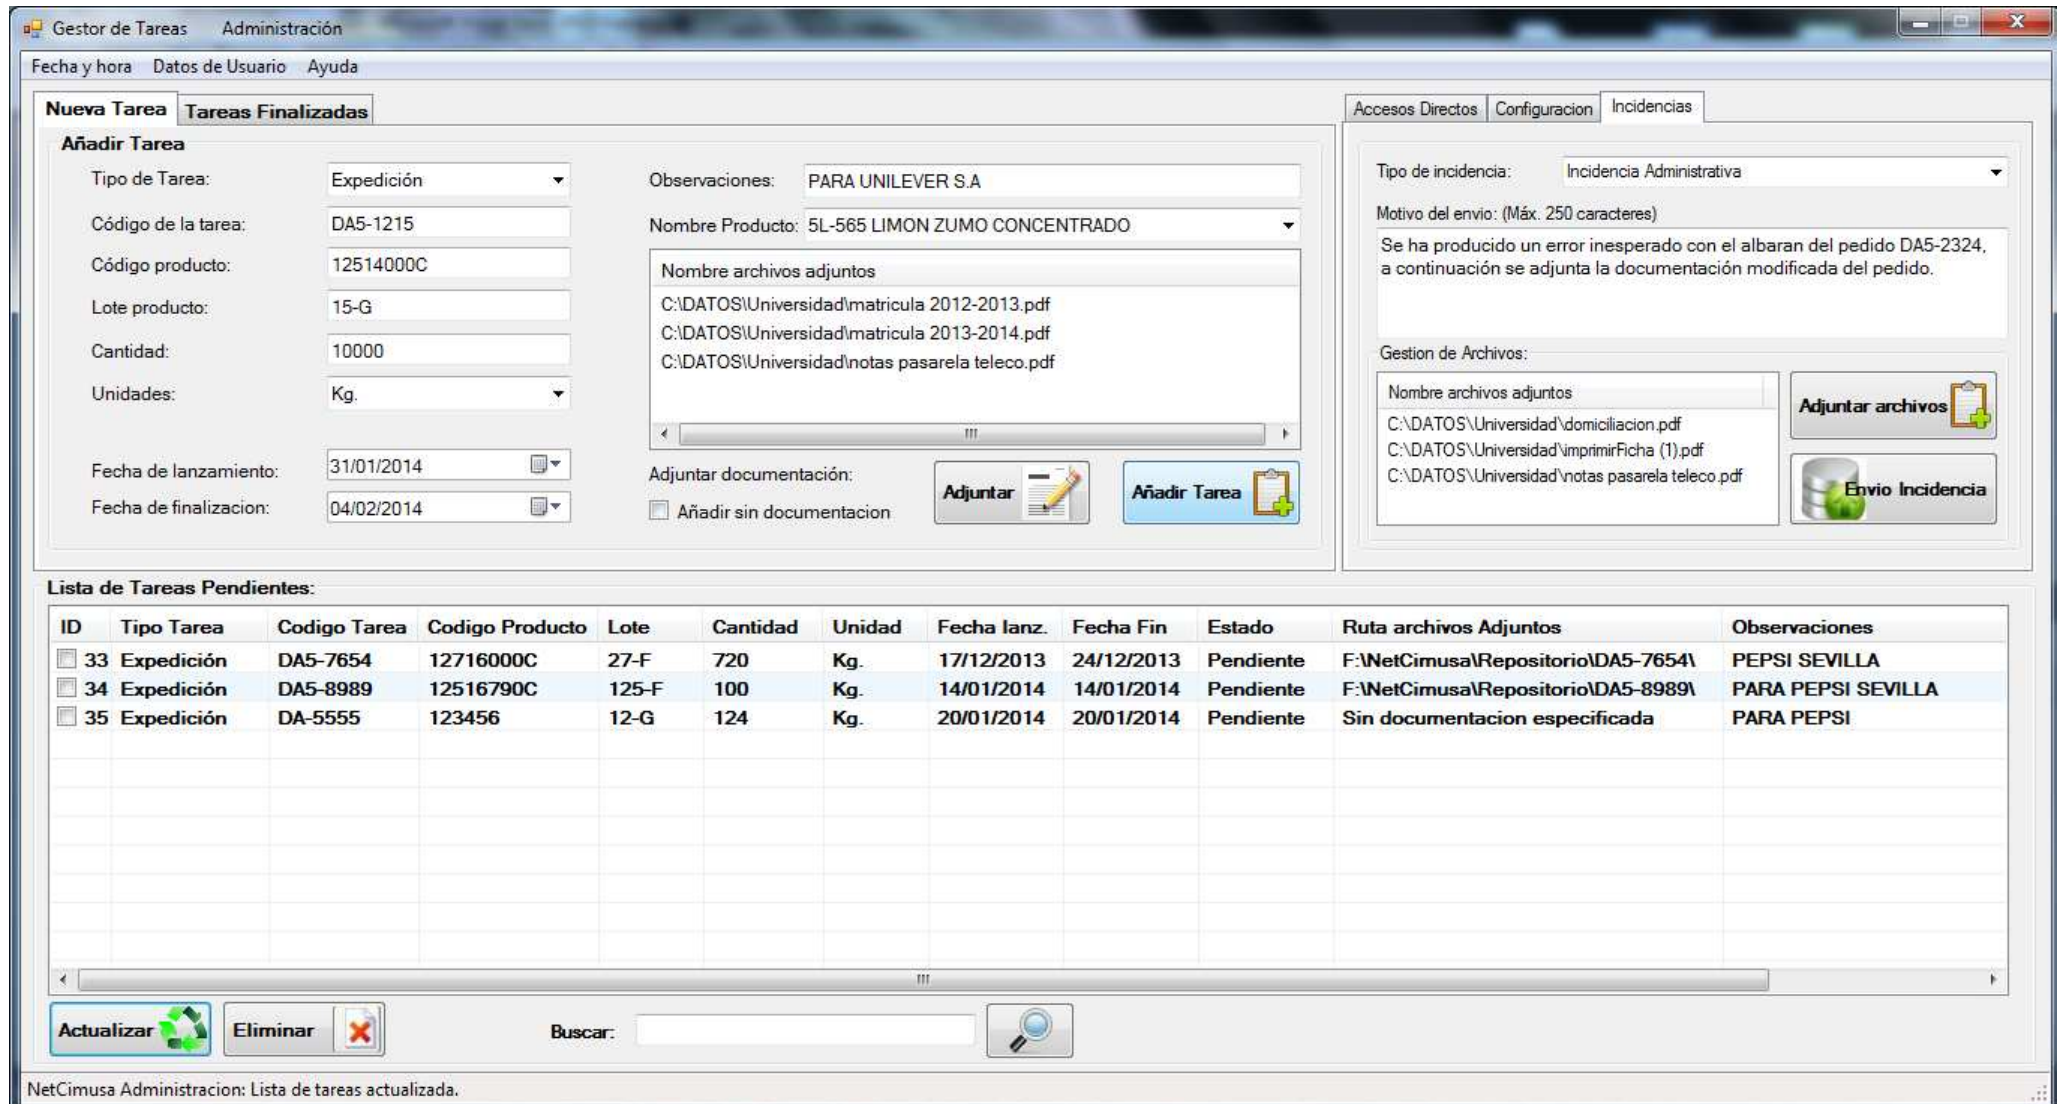 Gestor de Tareas Administración
Fecha y hora Datos de Usuario Ayuda
Nueva Tarea Tareas Finalizadas
Añadir Tarea
Tipo de Tarea: Expedición
Código de la tarea: DA5-1215
Código producto: 12514000C
Lote producto: 15-G
Cantidad: 10000
Unidades: Kg.
Fecha de lanzamiento: 31/01/2014
Fecha de finalizacion: 04/02/2014
Observaciones: PARA UNILEVER S.A
Nombre Producto: 5L-565 LIMON ZUMO CONCENTRADO
Nombre archivos adjuntos
C:\DATOS\Universidad\matricula 2012-2013.pdf
C:\DATOS\Universidad\matricula 2013-2014.pdf
C:\DATOS\Universidad\notas pasarela teleco.pdf
Adjuntar documentación:
Añadir sin documentacion
Adjuntar
Añadir Tarea
Accesos Directos Configuracion Incidencias
Tipo de incidencia: Incidencia Administrativa
Motivo del envio: (Máx. 250 caracteres)
Se ha producido un error inesperado con el albaran del pedido DA5-2324,
a continuación se adjunta la documentación modificada del pedido.
Gestion de Archivos:
Nombre archivos adjuntos
C:\DATOS\Universidad\domiciliacion.pdf
C:\DATOS\Universidad\imprimirFicha (1).pdf
C:\DATOS\Universidad\notas pasarela teleco.pdf
Adjuntar archivos
Envio Incidencia
Lista de Tareas Pendientes:
ID Tipo Tarea Codigo Tarea Codigo Producto Lote Cantidad Unidad Fecha lanz. Fecha Fin Estado Ruta archivos Adjuntos Observaciones
33 Expedición DA5-7654 12716000C 27-F 720 Kg. 17/12/2013 24/12/2013 Pendiente F:\NetCimusa\Repositorio\DA5-7654\ PEPSI SEVILLA
34 Expedición DA5-8989 12516790C 125-F 100 Kg. 14/01/2014 14/01/2014 Pendiente F:\NetCimusa\Repositorio\DA5-8989\ PARA PEPSI SEVILLA
35 Expedición DA-5555 123456 12-G 124 Kg. 20/01/2014 20/01/2014 Pendiente Sin documentacion especificada PARA PEPSI
Actualizar Eliminar Buscar:
NetCimusa Administracion: Lista de tareas actualizada.